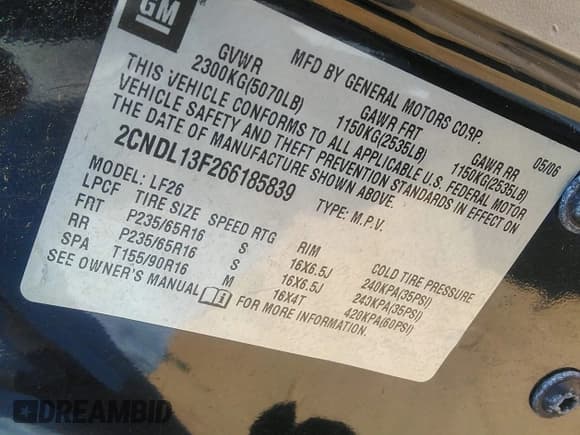 GM
MFD BY GENERAL MOTORS CORP. 05/06
GVWR GAWR FRT GAWR RR
2300KG(5070LB) 1150KG(2535LB) 1150KG(2535LB)
THIS VEHICLE CONFORMS TO ALL APPLICABLE U.S. FEDERAL MOTOR
VEHICLE SAFETY AND THEFT PREVENTION STANDARDS IN EFFECT ON
THE DATE OF MANUFACTURE SHOWN ABOVE.
2CNDL13F266185839 TYPE: M.P.V.
MODEL: LF26
LPCF TIRE SIZE SPEED RTG RIM COLD TIRE PRESSURE
FRT P235/65R16 S 16X6.5J 240KPA(35PSI)
RR P235/65R16 S 16X6.5J 240KPA(35PSI)
SPA T155/90R16 M 16X4T 420KPA(60PSI)
SEE OWNER'S MANUAL FOR MORE INFORMATION.
DREAMBID